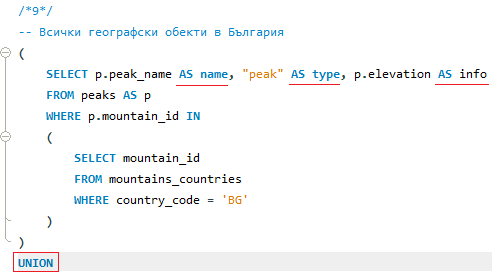 /*9*/
-- Всички географски обекти в България
(
SELECT p.peak_name AS name, "peak" AS type, p.elevation AS info
FROM peaks AS p
WHERE p.mountain_id IN
(
SELECT mountain_id
FROM mountains_countries
WHERE country_code = 'BG'
)
)
UNION